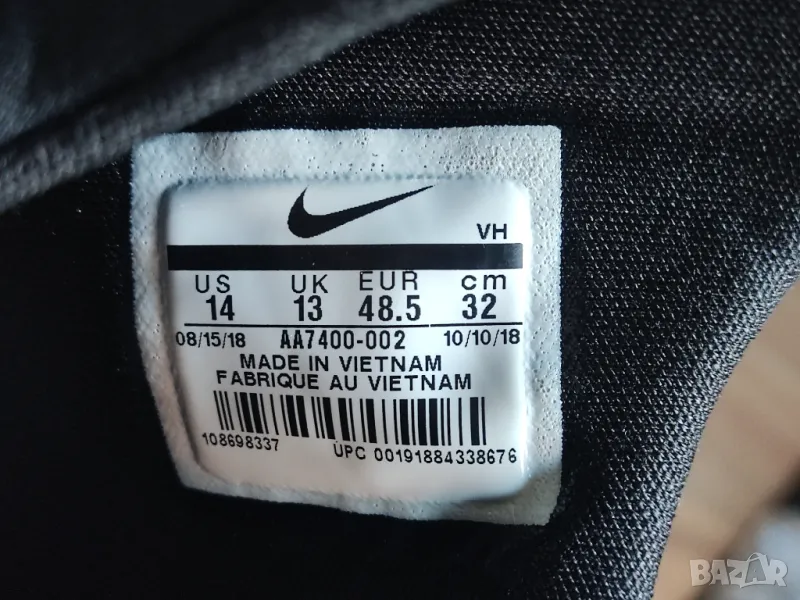 VH
US UK EUR cm
14 13 48.5 32
08/15/18 AA7400-002 10/10/18
MADE IN VIETNAM
FABRIQUE AU VIETNAM
108698337 UPC 00191884338676
BAZAR